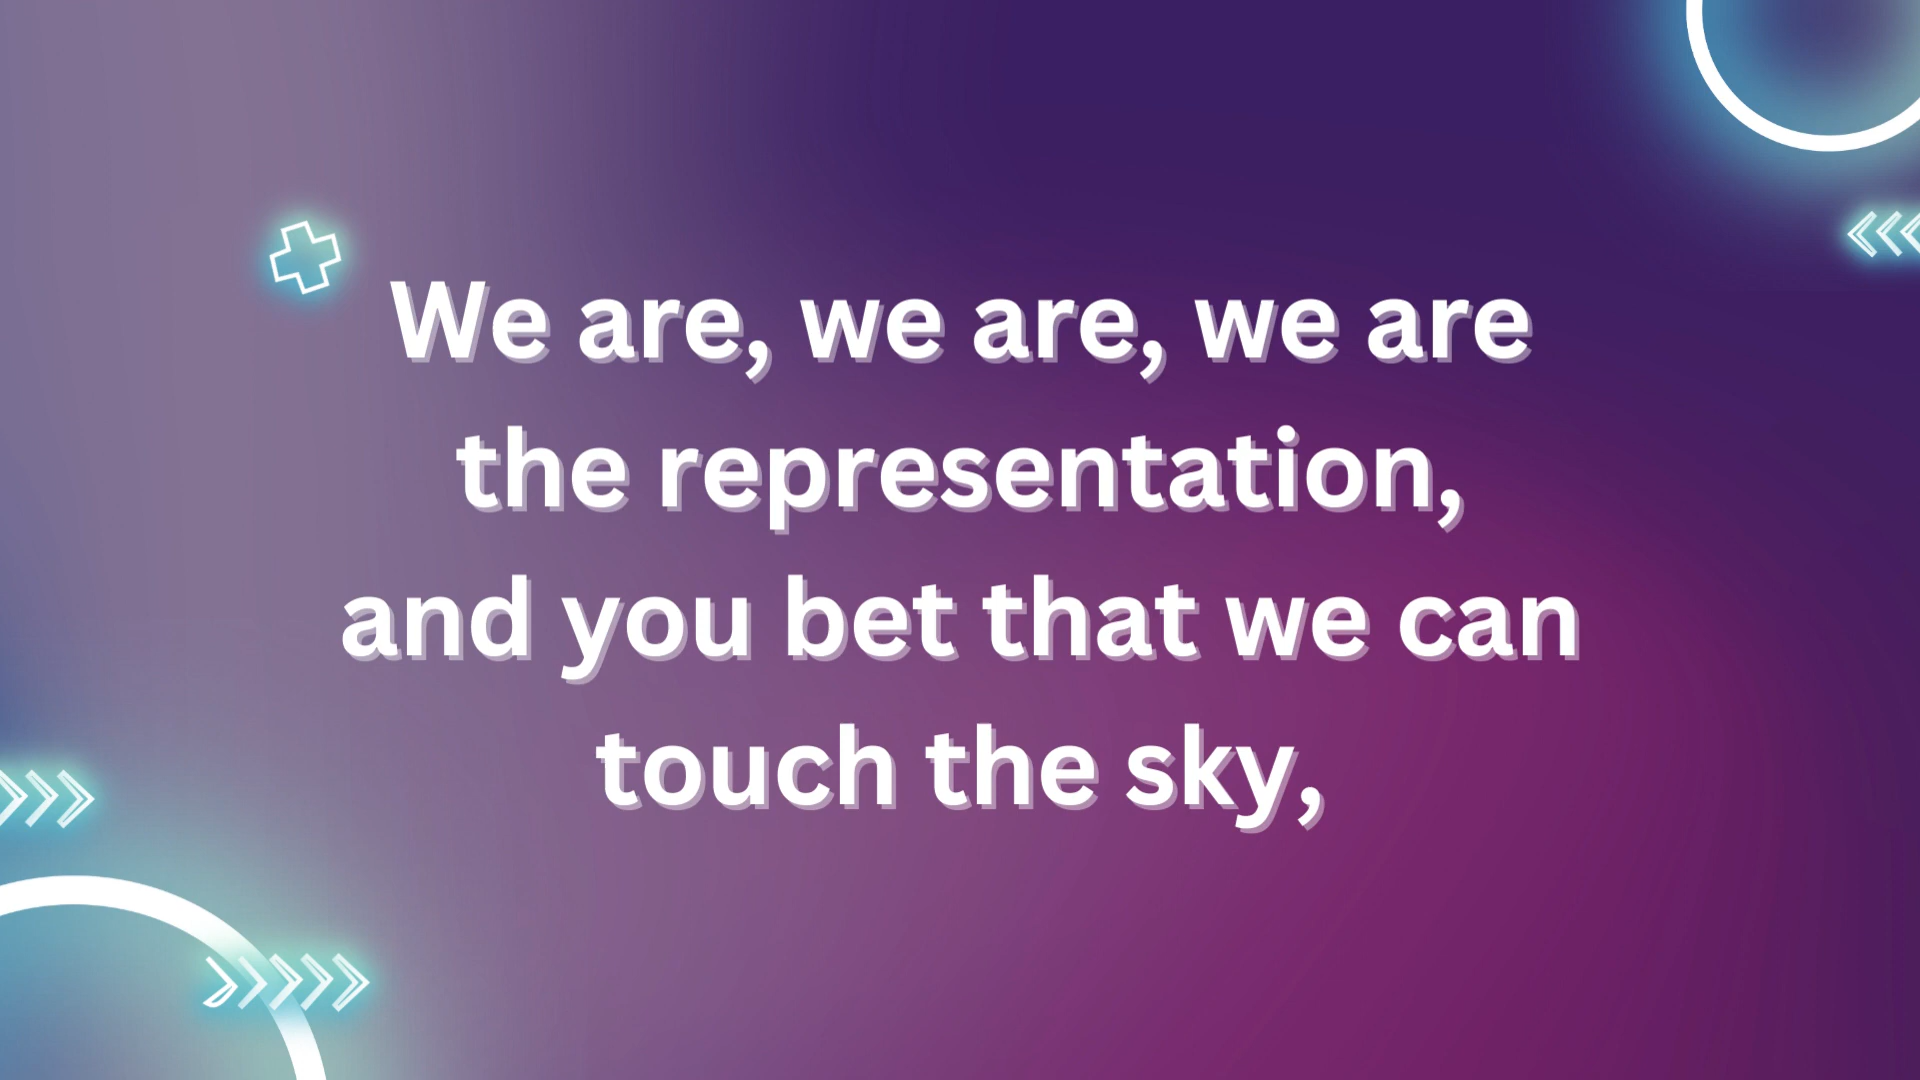 We are, we are, we are
the representation,
and you bet that we can
touch the sky,